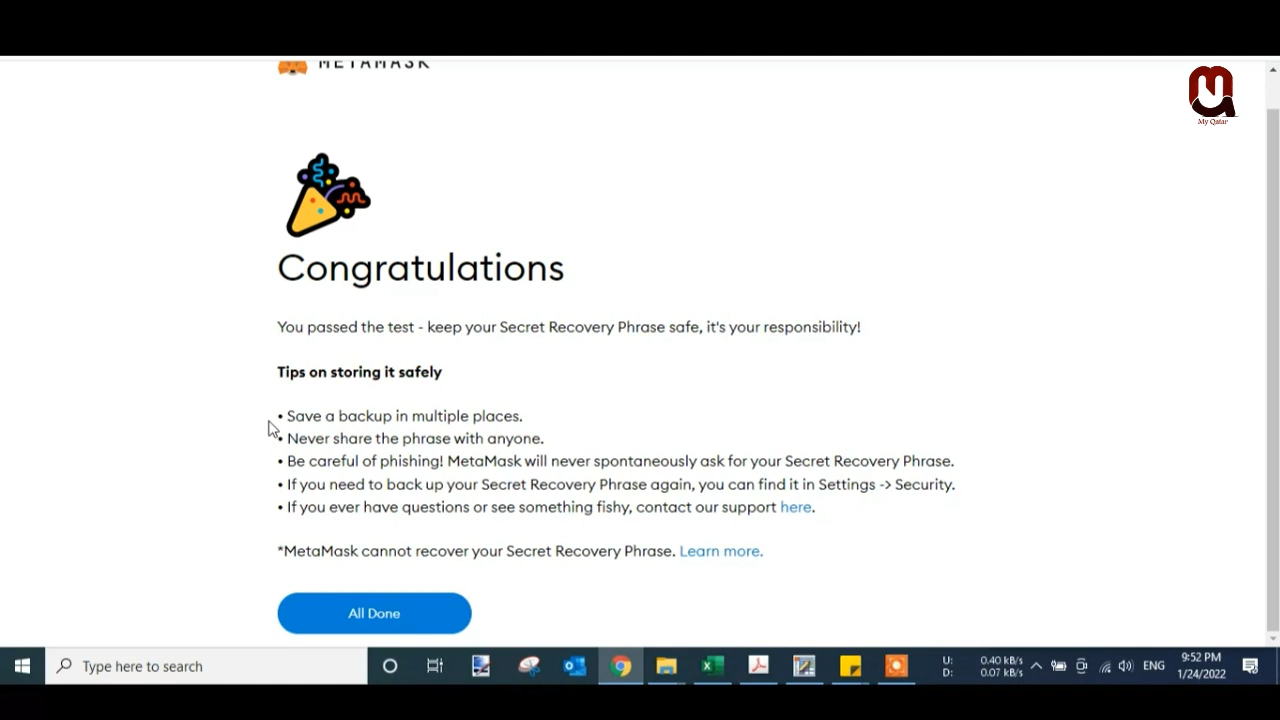 METAMASK
My Qatar
Congratulations
You passed the test - keep your Secret Recovery Phrase safe, it's your responsibility!
Tips on storing it safely
• Save a backup in multiple places.
• Never share the phrase with anyone.
• Be careful of phishing! MetaMask will never spontaneously ask for your Secret Recovery Phrase.
• If you need to back up your Secret Recovery Phrase again, you can find it in Settings -> Security.
• If you ever have questions or see something fishy, contact our support here.
*MetaMask cannot recover your Secret Recovery Phrase. Learn more.
All Done
Type here to search
U: 0.40 kB/s
D: 0.07 kB/s
ENG
9:52 PM
1/24/2022